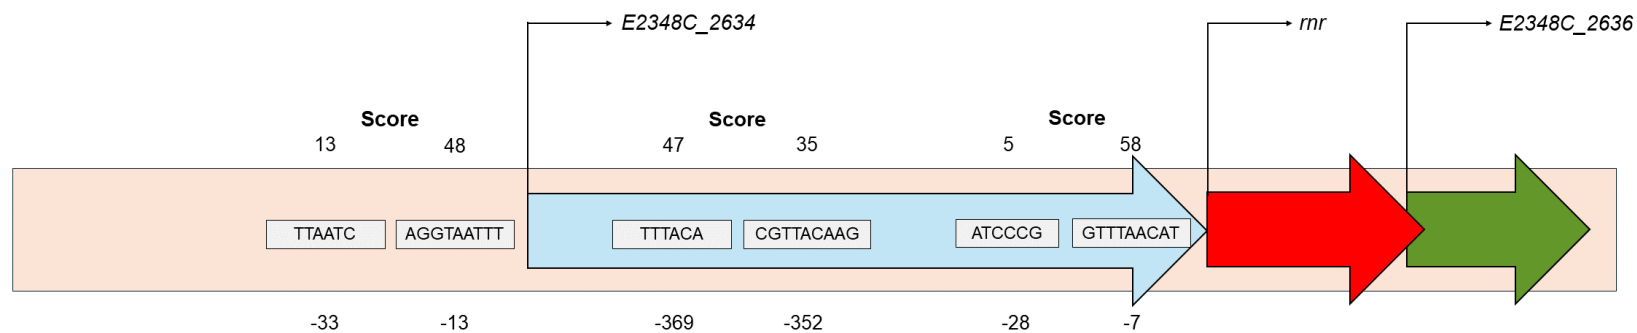 E2348C_2634 rnr E2348C_2636
Score Score Score
13 48 47 35 5 58
TTAATC AGGTAATTT TTTACA CGTTACAAG ATCCCG GTTTAACAT
-33 -13 -369 -352 -28 -7